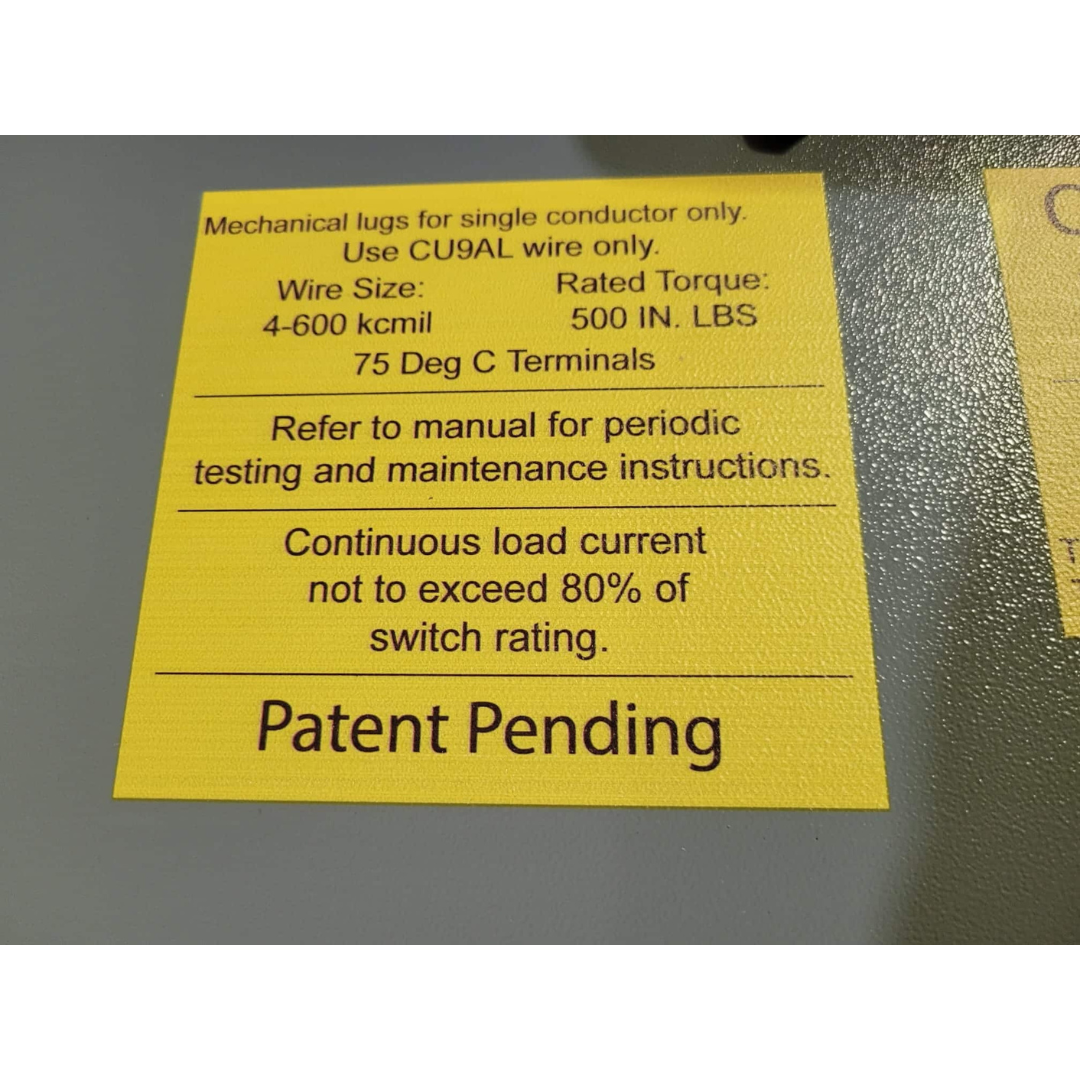 Mechanical lugs for single conductor only.
Use CU9AL wire only.
Wire Size: Rated Torque:
4-600 kcmil 500 IN. LBS
75 Deg C Terminals
Refer to manual for periodic
testing and maintenance instructions.
Continuous load current
not to exceed 80% of
switch rating.
Patent Pending